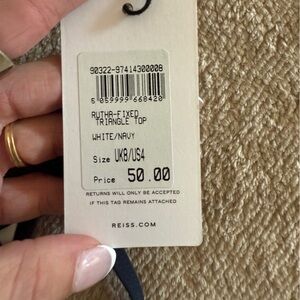 90322-97414300008
5 059999 668420
RUTHA-FIXED
TRIANGLE TOP
WHITE/NAVY
Size UK8/US4
Price 50.00
RETURNS WILL ONLY BE ACCEPTED
IF THIS TAG REMAINS ATTACHED
REISS.COM